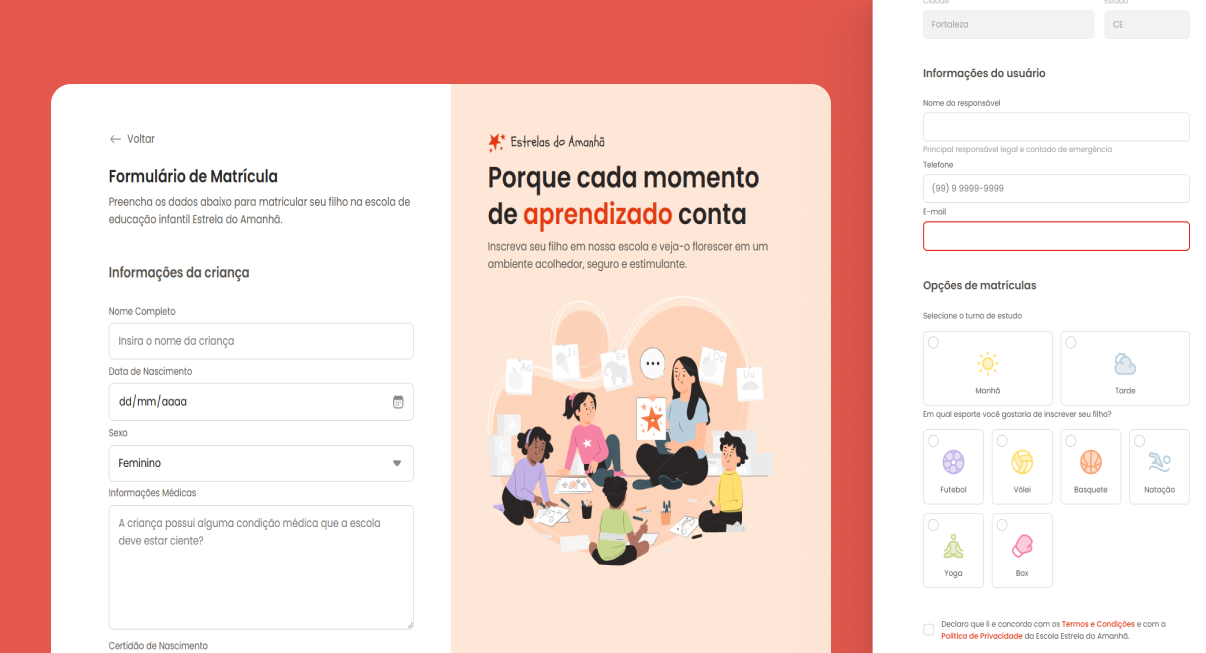 Voltar
Formulário de Matrícula
Preencha os dados abaixo para matricular seu filho na escola de
educação infantil Estrela do Amanhã.
Informações da criança
Nome Completo
Insira o nome da criança
Data de Nascimento
dd/mm/aaaa
Sexo
Feminino
Informações Médicas
A criança possui alguma condição médica que a escola
deve estar ciente?
Certidão de Nascimento
Estrelas do Amanhã
Porque cada momento
de aprendizado conta
Inscreva seu filho em nossa escola e veja-o florescer em um
ambiente acolhedor, seguro e estimulante.
Aa
Ee
Dd
Uu
Cidade
Estado
Fortaleza
CE
Informações do usuário
Nome do responsável
Principal responsável legal e contado de emergência
Telefone
(99) 9 9999-9999
E-mail
Opções de matrículas
Selecione o turno de estudo
Manhã
Tarde
Em qual esporte você gostaria de inscrever seu filho?
Futebol
Vôlei
Basquete
Natação
Yoga
Box
Declaro que li e concordo com os Termos e Condições e com a
Política de Privacidade da Escola Estrela do Amanhã.